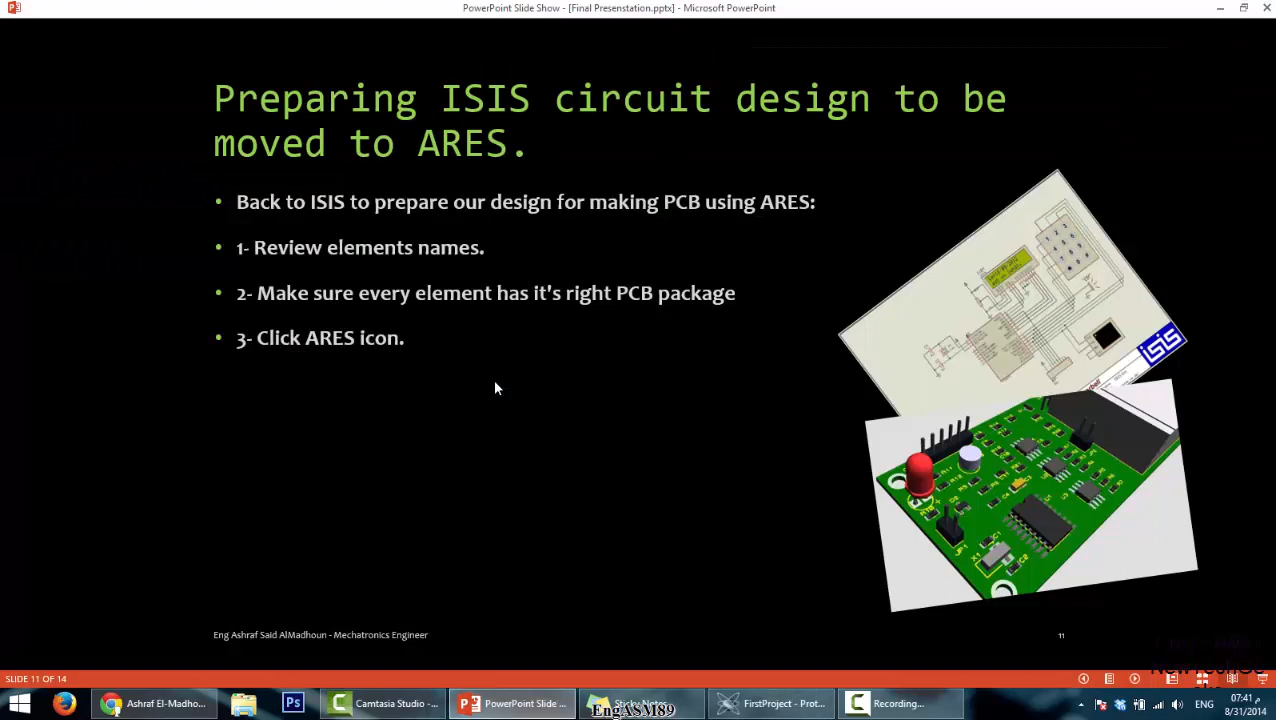 PowerPoint Slide Show - [Final Presenstation.pptx] - Microsoft PowerPoint
Preparing ISIS circuit design to be
moved to ARES.
• Back to ISIS to prepare our design for making PCB using ARES:
• 1- Review elements names.
• 2- Make sure every element has it's right PCB package
• 3- Click ARES icon.
isis
Eng Ashraf Said AlMadhoun - Mechatronics Engineer
11
SLIDE 11 OF 14
Ashraf El-Madho...
Camtasia Studio -...
PowerPoint Slide ...
EngASM89
FirstProject - Prot...
Recording...
ENG
07:41 م
8/31/2014